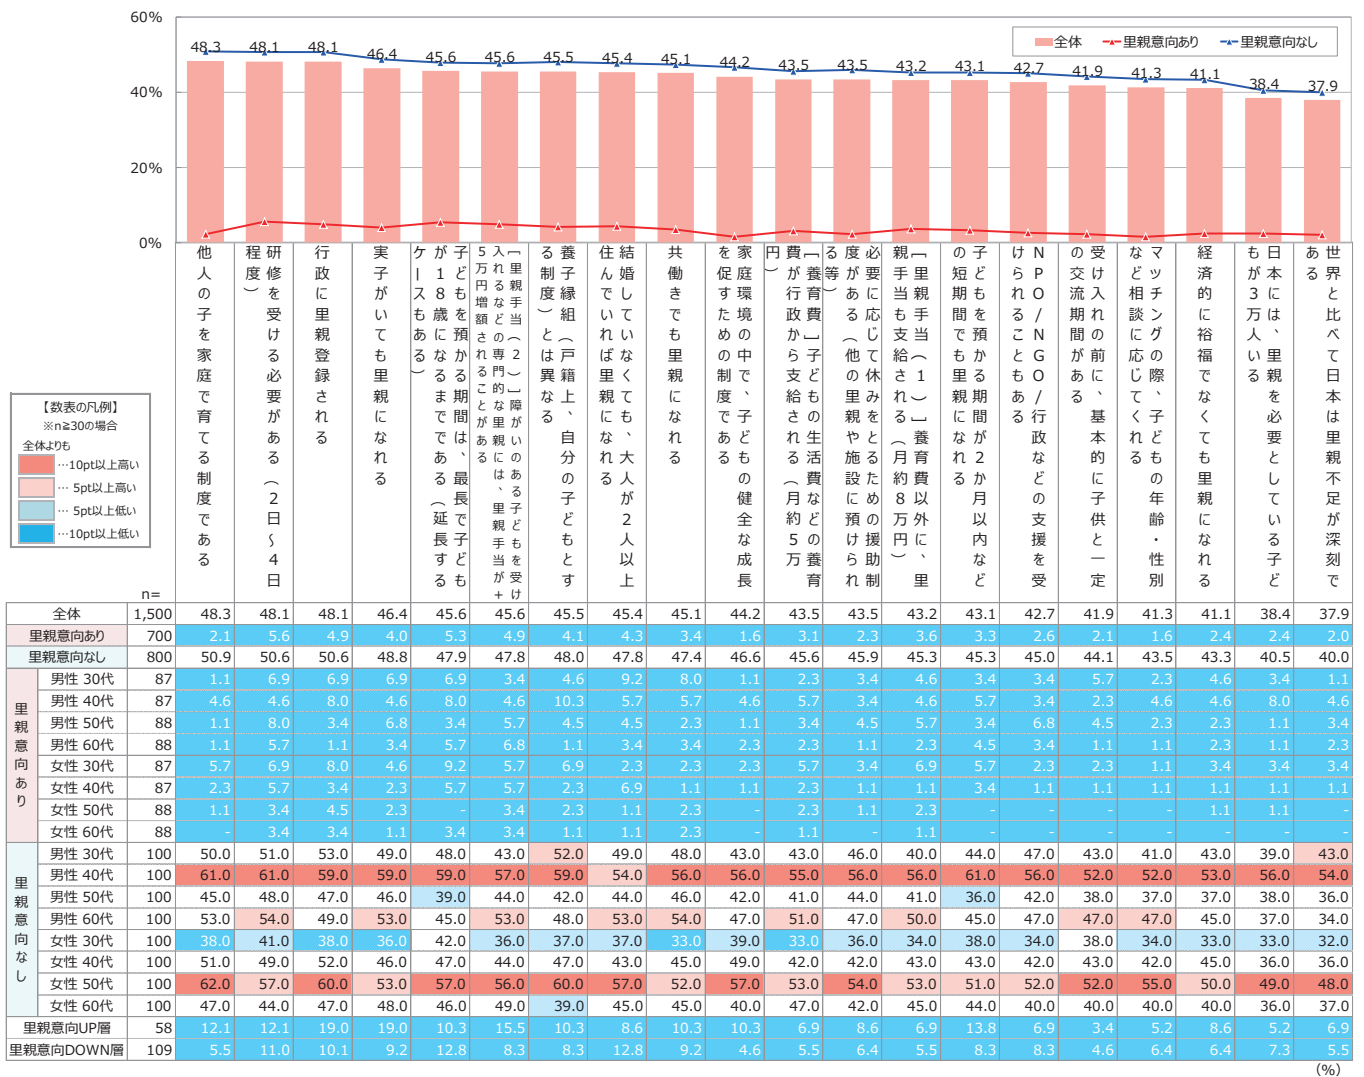 60%
40%
20%
0%
全体
里親意向あり
里親意向なし
48.3 48.1 48.1 46.4 45.6 45.6 45.5 45.4 45.1 44.2 43.5 43.5 43.2 43.1 42.7 41.9 41.3 41.1 38.4 37.9
他人の子を家庭で育てる制度である
研修を受ける必要がある（２日～４日
程度）
行政に里親登録される
実子がいても里親になれる
子どもを預かる期間は、最長で子ども
が１８歳になるまでである（延長する
ケースもある）
［里親手当（２）］障がいのある子どもを受け
入れるなどの専門的な里親には、里親手当が＋
５万円増額されることがある
養子縁組（戸籍上、自分の子どもとす
る制度）とは異なる
結婚していなくても、大人が２人以上
住んでいれば里親になれる
共働きでも里親になれる
家庭環境の中で、子どもの健全な成長
を促すための制度である
［養育費］子どもの生活費などの養育
費が行政から支給される（月約５万
円）
必要に応じて休みをとるための援助制
度がある（他の里親や施設に預けられ
る等）
［里親手当（１）］養育費以外に、里
親手当も支給される（月約８万円）
子どもを預かる期間が２か月以内など
の短期間でも里親になれる
ＮＰＯ／ＮＧＯ／行政などの支援を受
けられることもある
受け入れの前に、基本的に子供と一定
の交流期間がある
マッチングの際、子どもの年齢・性別
など相談に応じてくれる
経済的に裕福でなくても里親になれる
日本には、里親を必要としている子ど
もが３万人いる
世界と比べて日本は里親不足が深刻で
ある
【数表の凡例】
※n≧30の場合
全体よりも
…10pt以上高い
… 5pt以上高い
… 5pt以上低い
…10pt以上低い
n=
全体 1,500 48.3 48.1 48.1 46.4 45.6 45.6 45.5 45.4 45.1 44.2 43.5 43.5 43.2 43.1 42.7 41.9 41.3 41.1 38.4 37.9
里親意向あり 700 2.1 5.6 4.9 4.0 5.3 4.9 4.1 4.3 3.4 1.6 3.1 2.3 3.6 3.3 2.6 2.1 1.6 2.4 2.4 2.0
里親意向なし 800 50.9 50.6 50.6 48.8 47.9 47.8 48.0 47.8 47.4 46.6 45.6 45.9 45.3 45.3 45.0 44.1 43.5 43.3 40.5 40.0
里親意向あり
男性 30代 87 1.1 6.9 6.9 6.9 6.9 3.4 4.6 9.2 8.0 1.1 2.3 3.4 4.6 3.4 3.4 5.7 2.3 4.6 3.4 1.1
男性 40代 87 4.6 4.6 8.0 4.6 8.0 4.6 10.3 5.7 5.7 4.6 5.7 3.4 4.6 5.7 3.4 2.3 4.6 4.6 8.0 4.6
男性 50代 88 1.1 8.0 3.4 6.8 3.4 5.7 4.5 4.5 2.3 1.1 3.4 4.5 5.7 3.4 6.8 4.5 2.3 2.3 1.1 3.4
男性 60代 88 1.1 5.7 1.1 3.4 5.7 6.8 1.1 3.4 3.4 2.3 2.3 1.1 2.3 4.5 3.4 1.1 1.1 2.3 1.1 2.3
女性 30代 87 5.7 6.9 8.0 4.6 9.2 5.7 6.9 2.3 2.3 2.3 5.7 3.4 6.9 5.7 2.3 2.3 1.1 3.4 3.4 3.4
女性 40代 87 2.3 5.7 3.4 2.3 5.7 5.7 2.3 6.9 1.1 1.1 2.3 1.1 1.1 3.4 1.1 1.1 1.1 1.1 1.1 1.1
女性 50代 88 1.1 3.4 4.5 2.3 - 3.4 2.3 1.1 2.3 - 2.3 1.1 2.3 - - - - 1.1 1.1 -
女性 60代 88 - 3.4 3.4 1.1 3.4 3.4 1.1 1.1 2.3 - 1.1 - 1.1 - - - - - - -
里親意向なし
男性 30代 100 50.0 51.0 53.0 49.0 48.0 43.0 52.0 49.0 48.0 43.0 43.0 46.0 40.0 44.0 47.0 43.0 41.0 43.0 39.0 43.0
男性 40代 100 61.0 61.0 59.0 59.0 59.0 57.0 59.0 54.0 56.0 56.0 55.0 56.0 56.0 61.0 56.0 52.0 52.0 53.0 56.0 54.0
男性 50代 100 45.0 48.0 47.0 46.0 39.0 44.0 42.0 44.0 46.0 42.0 41.0 44.0 41.0 36.0 42.0 38.0 37.0 37.0 38.0 36.0
男性 60代 100 53.0 54.0 49.0 53.0 45.0 53.0 48.0 53.0 54.0 47.0 51.0 47.0 50.0 45.0 47.0 47.0 47.0 45.0 37.0 34.0
女性 30代 100 38.0 41.0 38.0 36.0 42.0 36.0 37.0 37.0 33.0 39.0 33.0 36.0 34.0 38.0 34.0 38.0 34.0 33.0 33.0 32.0
女性 40代 100 51.0 49.0 52.0 46.0 47.0 44.0 47.0 43.0 45.0 49.0 42.0 42.0 43.0 43.0 42.0 43.0 42.0 45.0 36.0 36.0
女性 50代 100 62.0 57.0 60.0 53.0 57.0 56.0 60.0 57.0 52.0 57.0 53.0 54.0 53.0 51.0 52.0 52.0 55.0 50.0 49.0 48.0
女性 60代 100 47.0 44.0 47.0 48.0 46.0 49.0 39.0 45.0 45.0 40.0 47.0 42.0 45.0 44.0 40.0 40.0 40.0 40.0 36.0 37.0
里親意向UP層 58 12.1 12.1 19.0 19.0 10.3 15.5 10.3 8.6 10.3 10.3 6.9 8.6 6.9 13.8 6.9 3.4 5.2 8.6 5.2 6.9
里親意向DOWN層 109 5.5 11.0 10.1 9.2 12.8 8.3 8.3 12.8 9.2 4.6 5.5 6.4 5.5 8.3 8.3 4.6 6.4 6.4 7.3 5.5
(%)